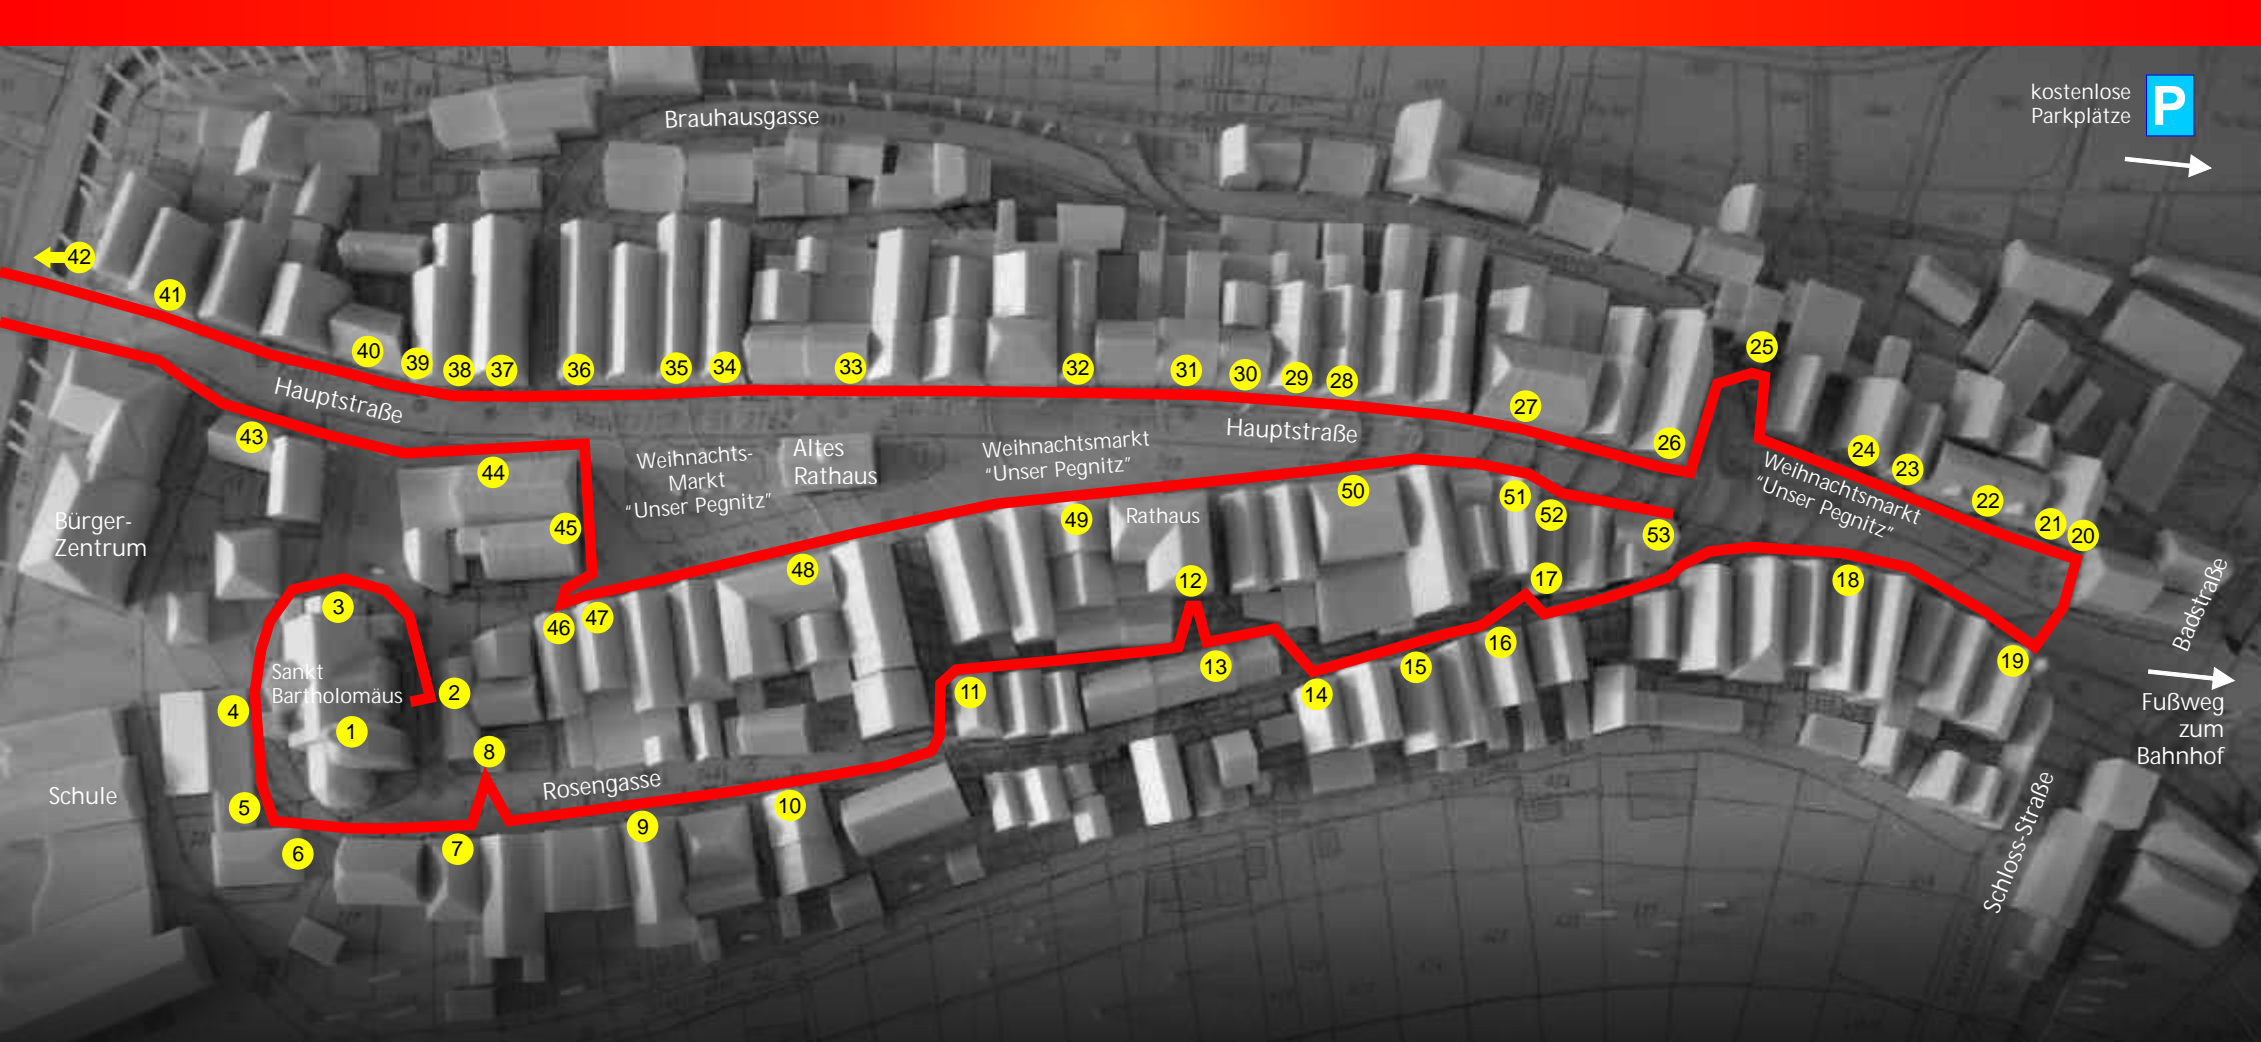 Brauhausgasse
kostenlose
Parkplätze
P
42
41
40
39
38
37
36
35
34
33
32
31
30
29
28
27
26
25
24
23
22
21
20
Hauptstraße
Hauptstraße
43
44
45
Weihnachts-
Markt
“Unser Pegnitz”
Altes
Rathaus
Weihnachtsmarkt
“Unser Pegnitz”
Weihnachtsmarkt
“Unser Pegnitz”
Bürger-
Zentrum
46
47
48
49
Rathaus
50
51
52
53
3
Sankt
Bartholomäus
2
4
1
8
5
6
7
Schule
Rosengasse
9
10
11
12
13
14
15
16
17
18
19
Badstraße
Fußweg
zum
Bahnhof
Schloss-Straße